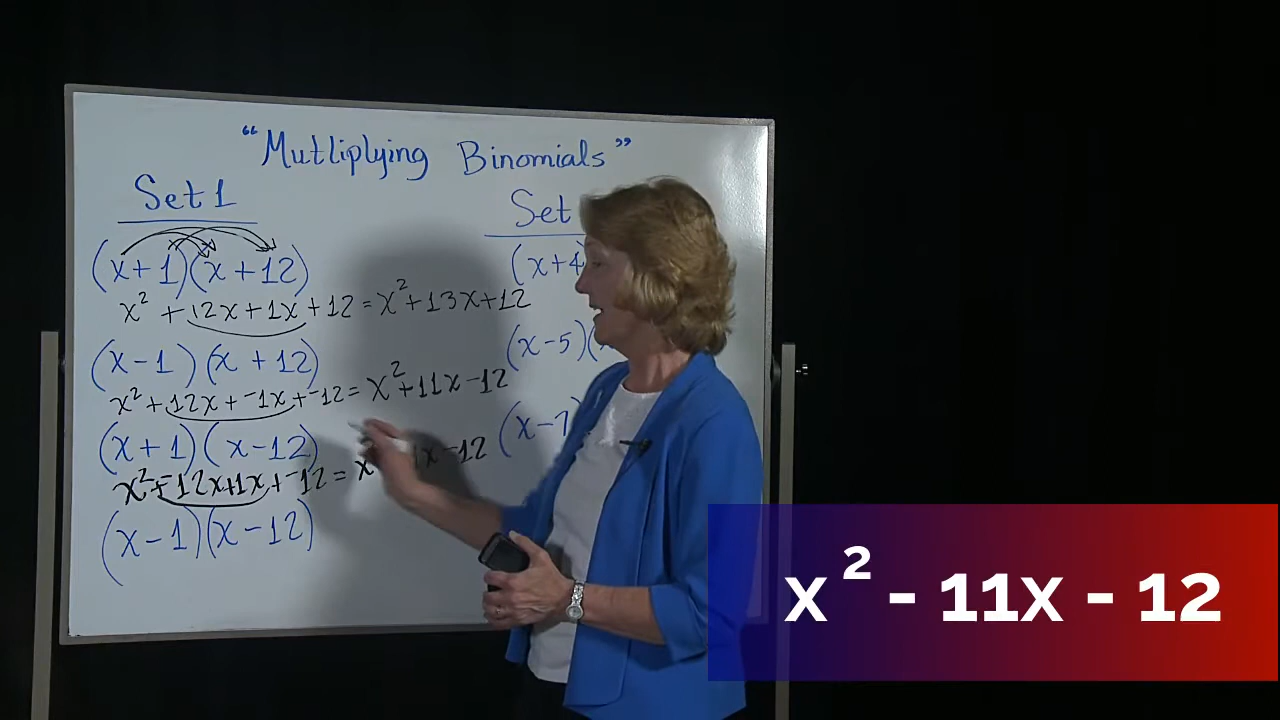 “Mutliplying Binomials”
Set 1
(x+1)(x+12)
x² + 12x + 1x + 12 = x² + 13x + 12
(x-1)(x+12)
x² + 12x + ⁻1x + ⁻12 = x² + 11x - 12
(x+1)(x-12)
x² + ⁻12x + 1x + ⁻12 = x
x - 12
(x-1)(x-12)
Set
(x+4)
(x-5)(
(x-7)
x² - 11x - 12